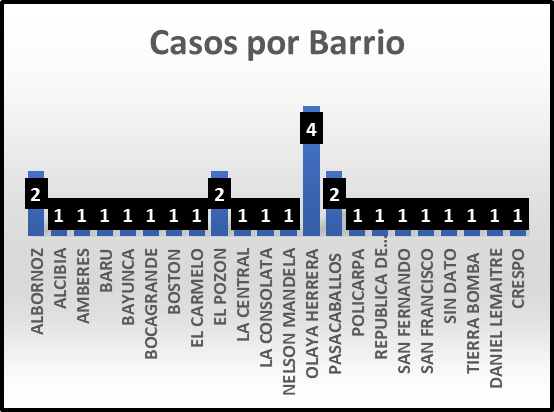 Casos por Barrio
2 1 1 1 1 1 1 1 2 1 1 1 4 2 1 1 1 1 1 1 1 1
ALBORNOZ
ALCIBIA
AMBERES
BARU
BAYUNCA
BOCAGRANDE
BOSTON
EL CARMELO
EL POZON
LA CENTRAL
LA CONSOLATA
NELSON MANDELA
OLAYA HERRERA
PASACABALLOS
POLICARPA
REPUBLICA DE...
SAN FERNANDO
SAN FRANCISCO
SIN DATO
TIERRA BOMBA
DANIEL LEMAITRE
CRESPO